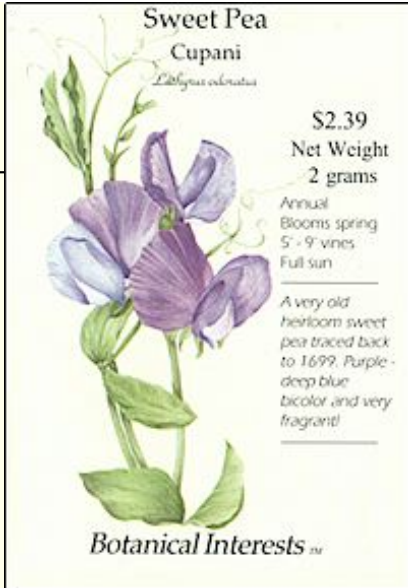 Sweet Pea
Cupani
Lathyrus odoratus
$2.39
Net Weight
2 grams
Annual
Blooms spring
5' - 9' vines
Full sun
A very old
heirloom sweet
pea traced back
to 1699. Purple -
deep blue
bicolor and very
fragrant!
Botanical Interests ™